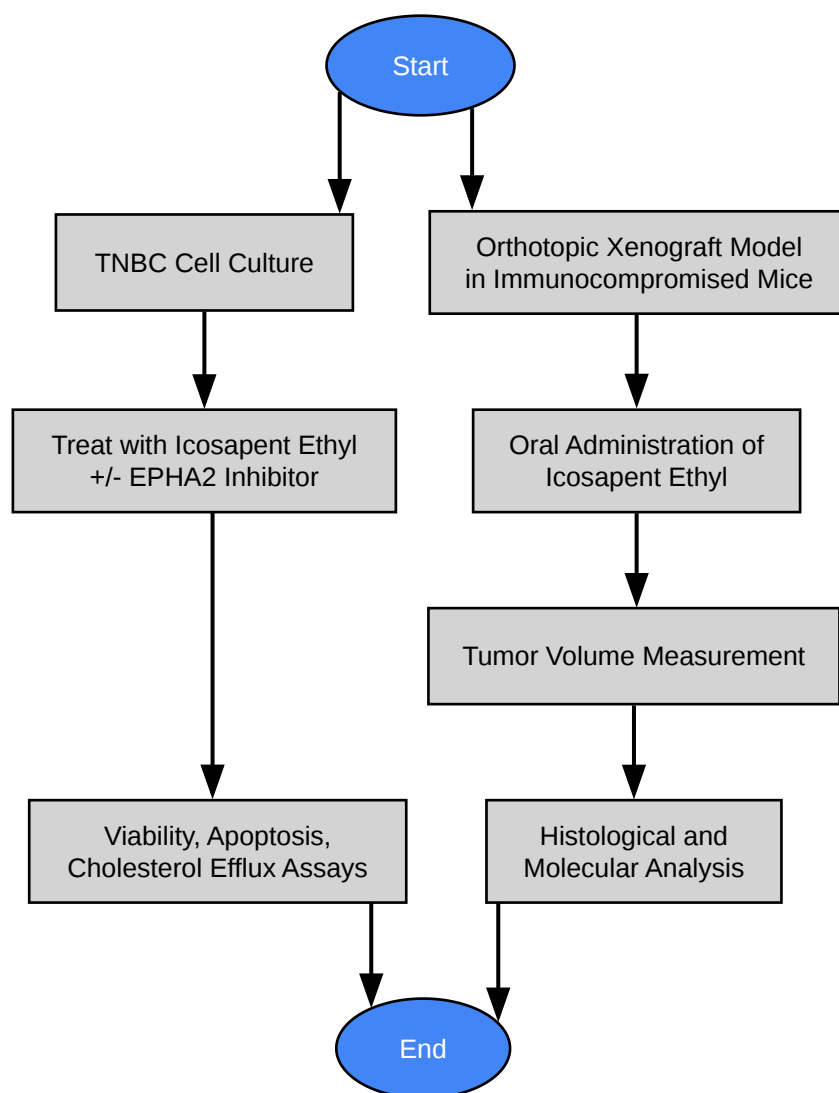 Start
TNBC Cell Culture
Orthotopic Xenograft Model
in Immunocompromised Mice
Treat with Icosapent Ethyl
+/- EPHA2 Inhibitor
Oral Administration of
Icosapent Ethyl
Tumor Volume Measurement
Viability, Apoptosis,
Cholesterol Efflux Assays
Histological and
Molecular Analysis
End